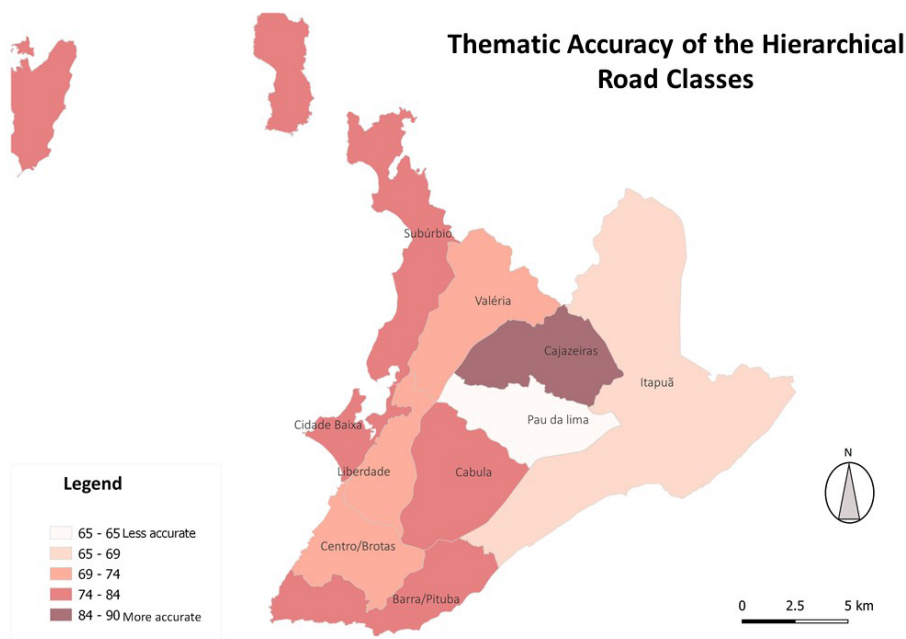 Thematic Accuracy of the Hierarchical
Road Classes
Subúrbio
Valéria
Cajazeiras
Itapuã
Pau da lima
Cidade Baixa
Liberdade
Cabula
Centro/Brotas
Barra/Pituba
Legend
65 - 65 Less accurate
65 - 69
69 - 74
74 - 84
84 - 90 More accurate
N
0 2.5 5 km